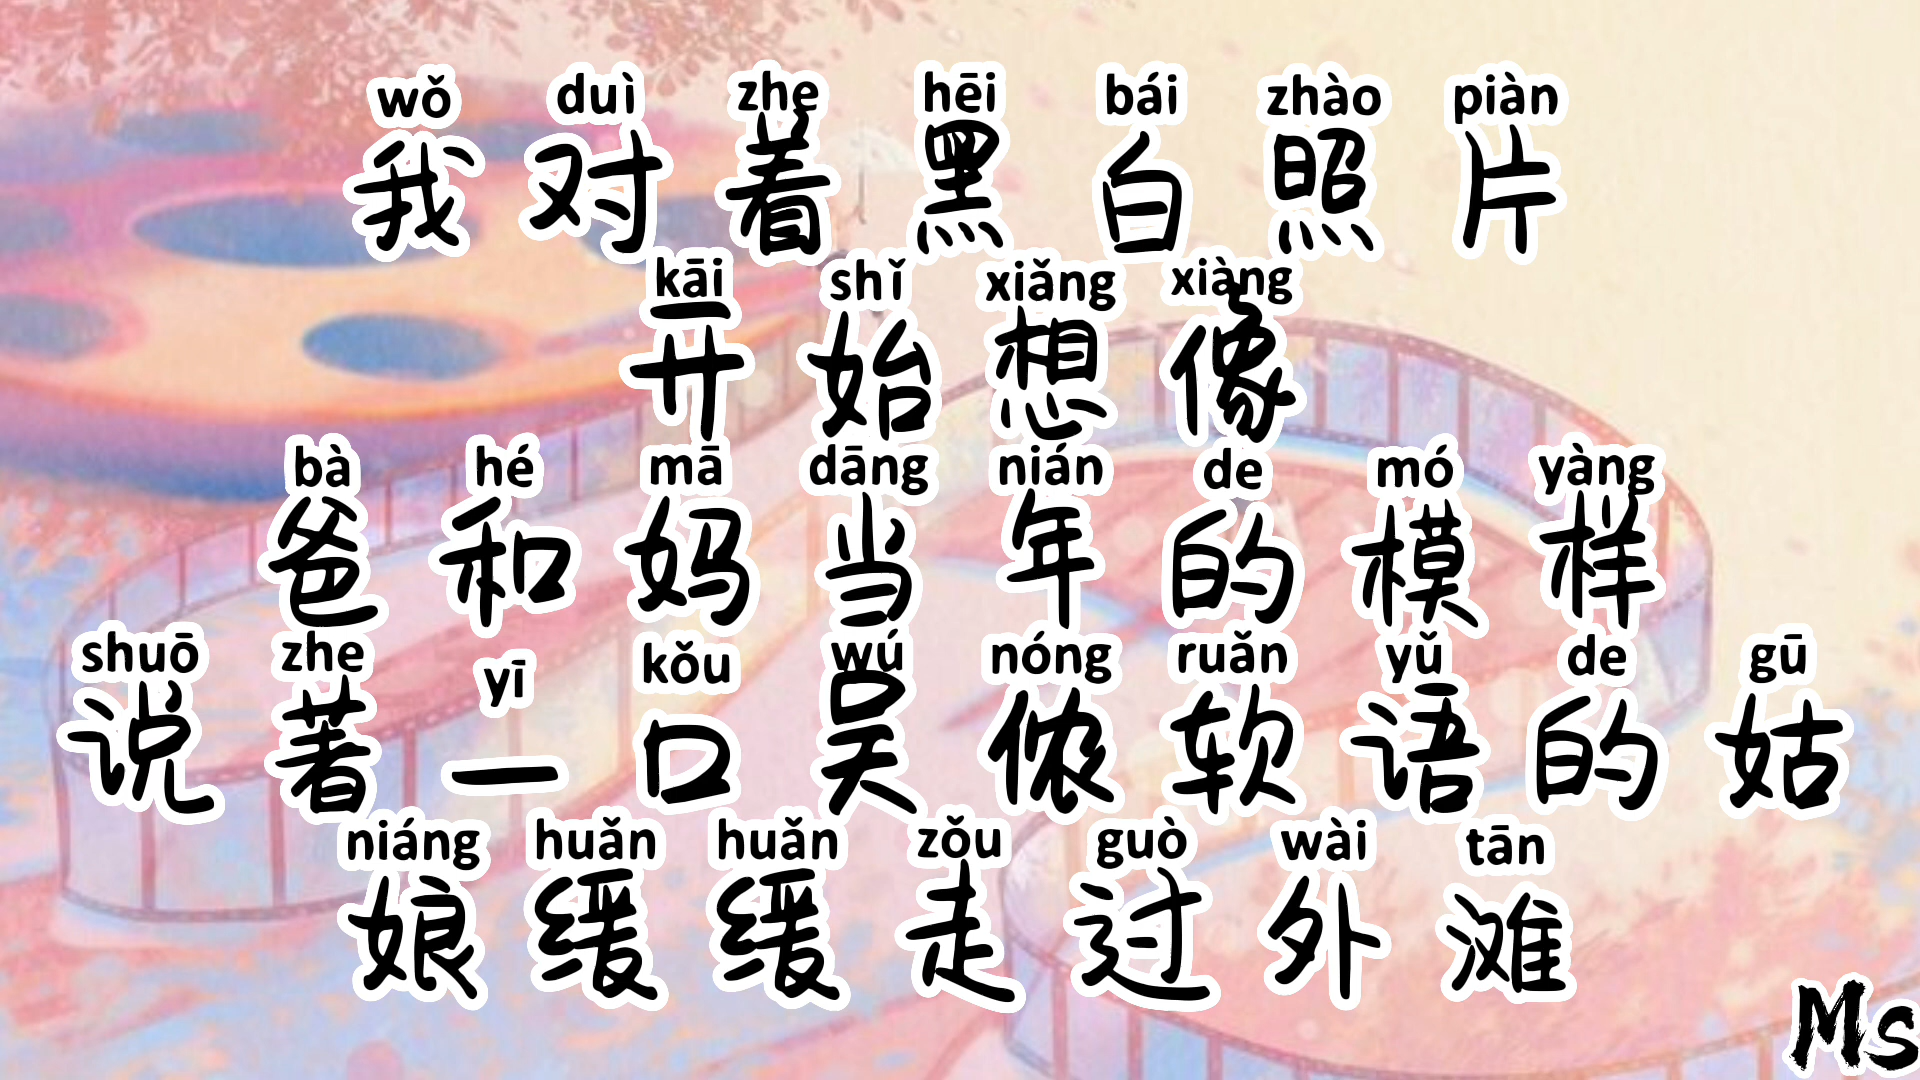 wǒ duì zhe hēi bái zhào piàn
我对着黑白照片
kāi shǐ xiǎng xiàng
开始想像
bà hé mā dāng nián de mó yàng
爸和妈当年的模样
shuō zhe yī kǒu wú nóng ruǎn yǔ de gū
说著一口吴侬软语的姑
niáng huǎn huǎn zǒu guò wài tān
娘缓缓走过外滩
Ms